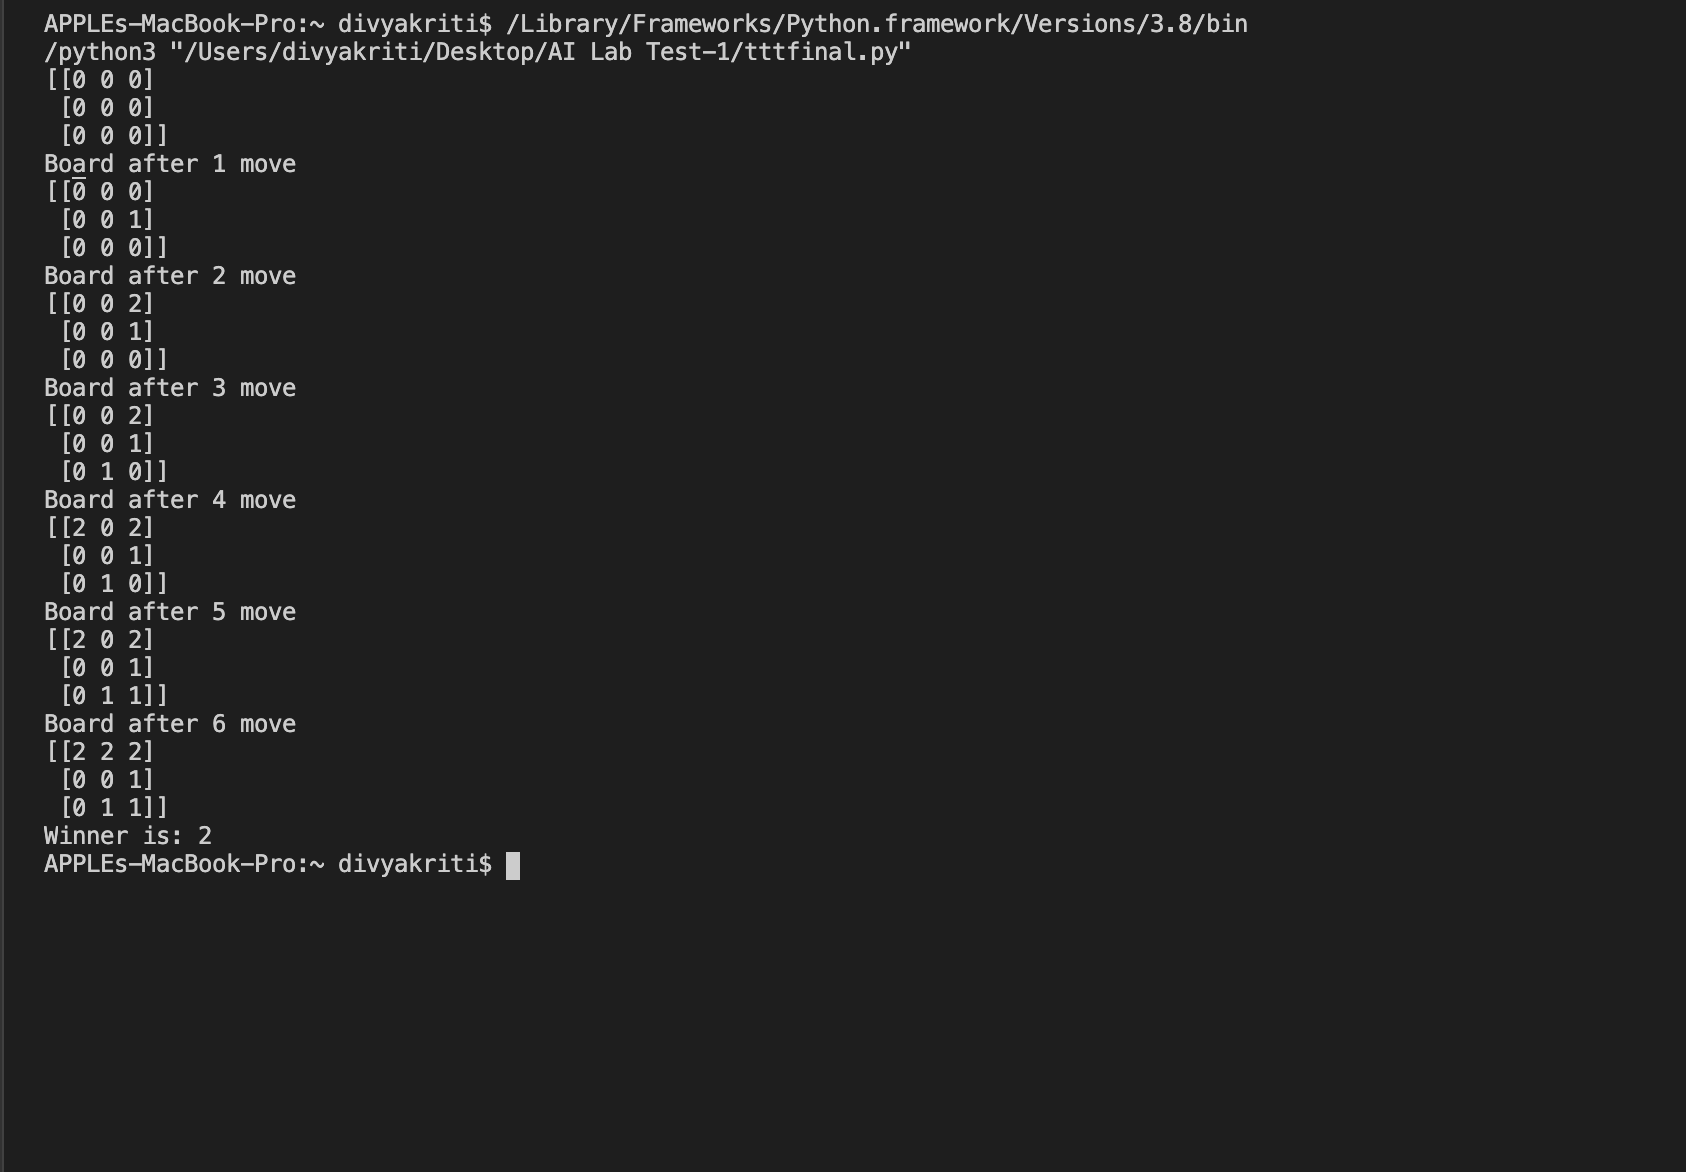 APPLEs-MacBook-Pro:~ divyakriti$ /Library/Frameworks/Python.framework/Versions/3.8/bin
/python3 "/Users/divyakriti/Desktop/AI Lab Test-1/tttfinal.py"
[[0 0 0]
 [0 0 0]
 [0 0 0]]
Board after 1 move
[[0 0 0]
 [0 0 1]
 [0 0 0]]
Board after 2 move
[[0 0 2]
 [0 0 1]
 [0 0 0]]
Board after 3 move
[[0 0 2]
 [0 0 1]
 [0 1 0]]
Board after 4 move
[[2 0 2]
 [0 0 1]
 [0 1 0]]
Board after 5 move
[[2 0 2]
 [0 0 1]
 [0 1 1]]
Board after 6 move
[[2 2 2]
 [0 0 1]
 [0 1 1]]
Winner is: 2
APPLEs-MacBook-Pro:~ divyakriti$